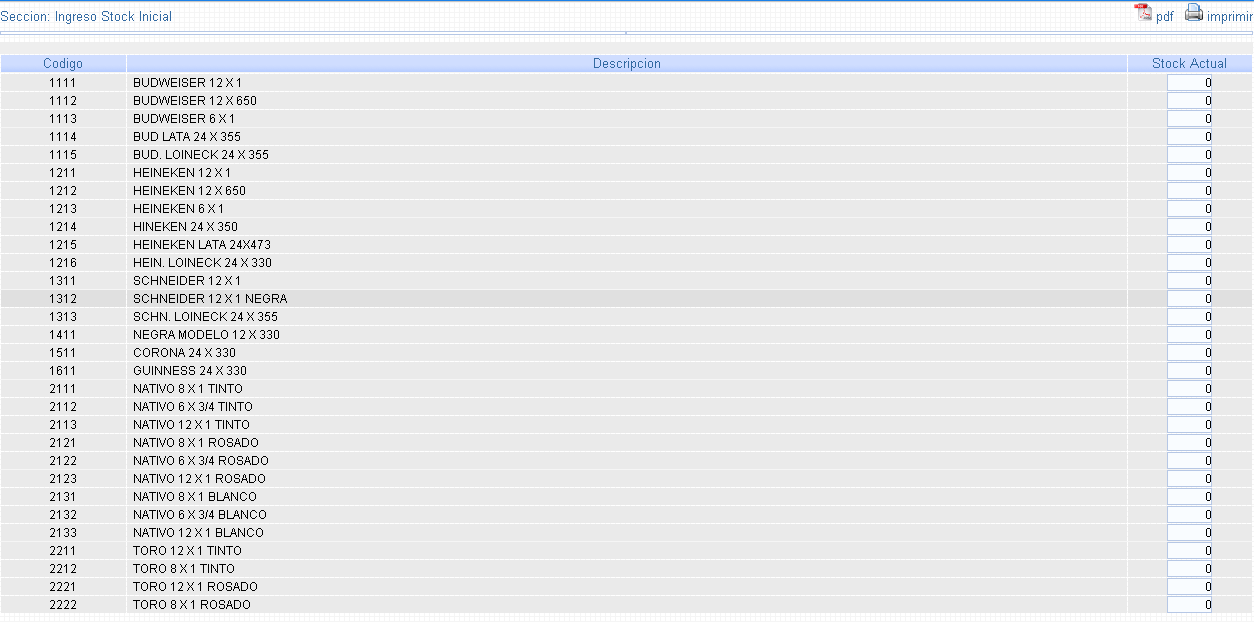 Seccion: Ingreso Stock Inicial pdf imprimir
Codigo Descripcion Stock Actual
1111 BUDWEISER 12 X 1 0
1112 BUDWEISER 12 X 650 0
1113 BUDWEISER 6 X 1 0
1114 BUD LATA 24 X 355 0
1115 BUD. LOINECK 24 X 355 0
1211 HEINEKEN 12 X 1 0
1212 HEINEKEN 12 X 650 0
1213 HEINEKEN 6 X 1 0
1214 HINEKEN 24 X 350 0
1215 HEINEKEN LATA 24X473 0
1216 HEIN. LOINECK 24 X 330 0
1311 SCHNEIDER 12 X 1 0
1312 SCHNEIDER 12 X 1 NEGRA 0
1313 SCHN. LOINECK 24 X 355 0
1411 NEGRA MODELO 12 X 330 0
1511 CORONA 24 X 330 0
1611 GUINNESS 24 X 330 0
2111 NATIVO 8 X 1 TINTO 0
2112 NATIVO 6 X 3/4 TINTO 0
2113 NATIVO 12 X 1 TINTO 0
2121 NATIVO 8 X 1 ROSADO 0
2122 NATIVO 6 X 3/4 ROSADO 0
2123 NATIVO 12 X 1 ROSADO 0
2131 NATIVO 8 X 1 BLANCO 0
2132 NATIVO 6 X 3/4 BLANCO 0
2133 NATIVO 12 X 1 BLANCO 0
2211 TORO 12 X 1 TINTO 0
2212 TORO 8 X 1 TINTO 0
2221 TORO 12 X 1 ROSADO 0
2222 TORO 8 X 1 ROSADO 0